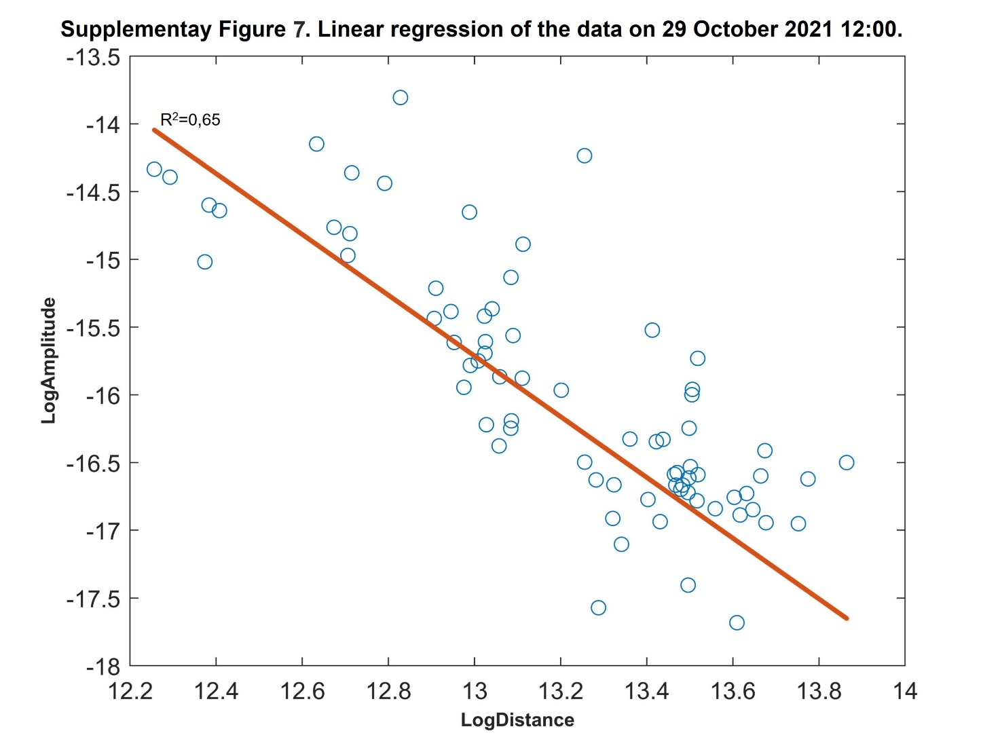 Supplementay Figure 7. Linear regression of the data on 29 October 2021 12:00.
-13.5
R²=0,65
-14
-14.5
-15
-15.5
-16
-16.5
-17
-17.5
-18
LogAmplitude
12.2 12.4 12.6 12.8 13 13.2 13.4 13.6 13.8 14
LogDistance